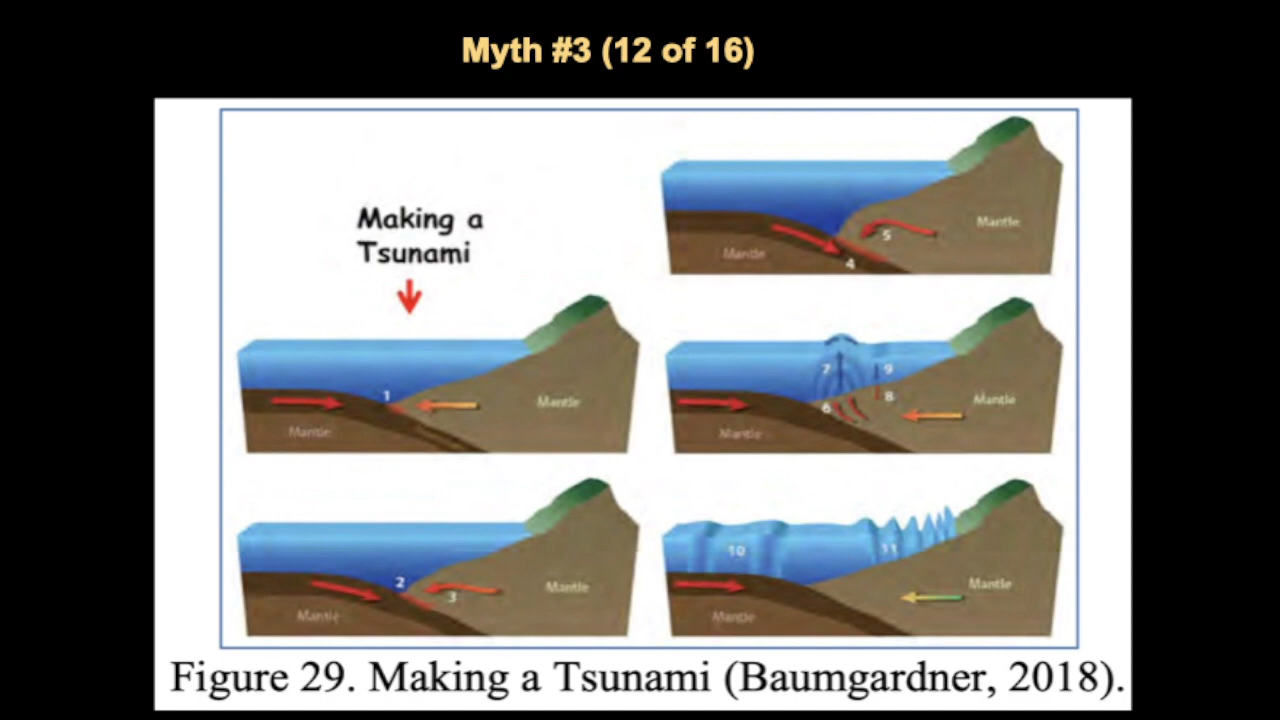 Myth #3 (12 of 16)
Making a
Tsunami
1
Mantle
Mantle
2
3
Mantle
Mantle
5
Mantle
Mantle
4
7
9
8
6
Mantle
Mantle
10
11
Mantle
Mantle
Figure 29. Making a Tsunami (Baumgardner, 2018).